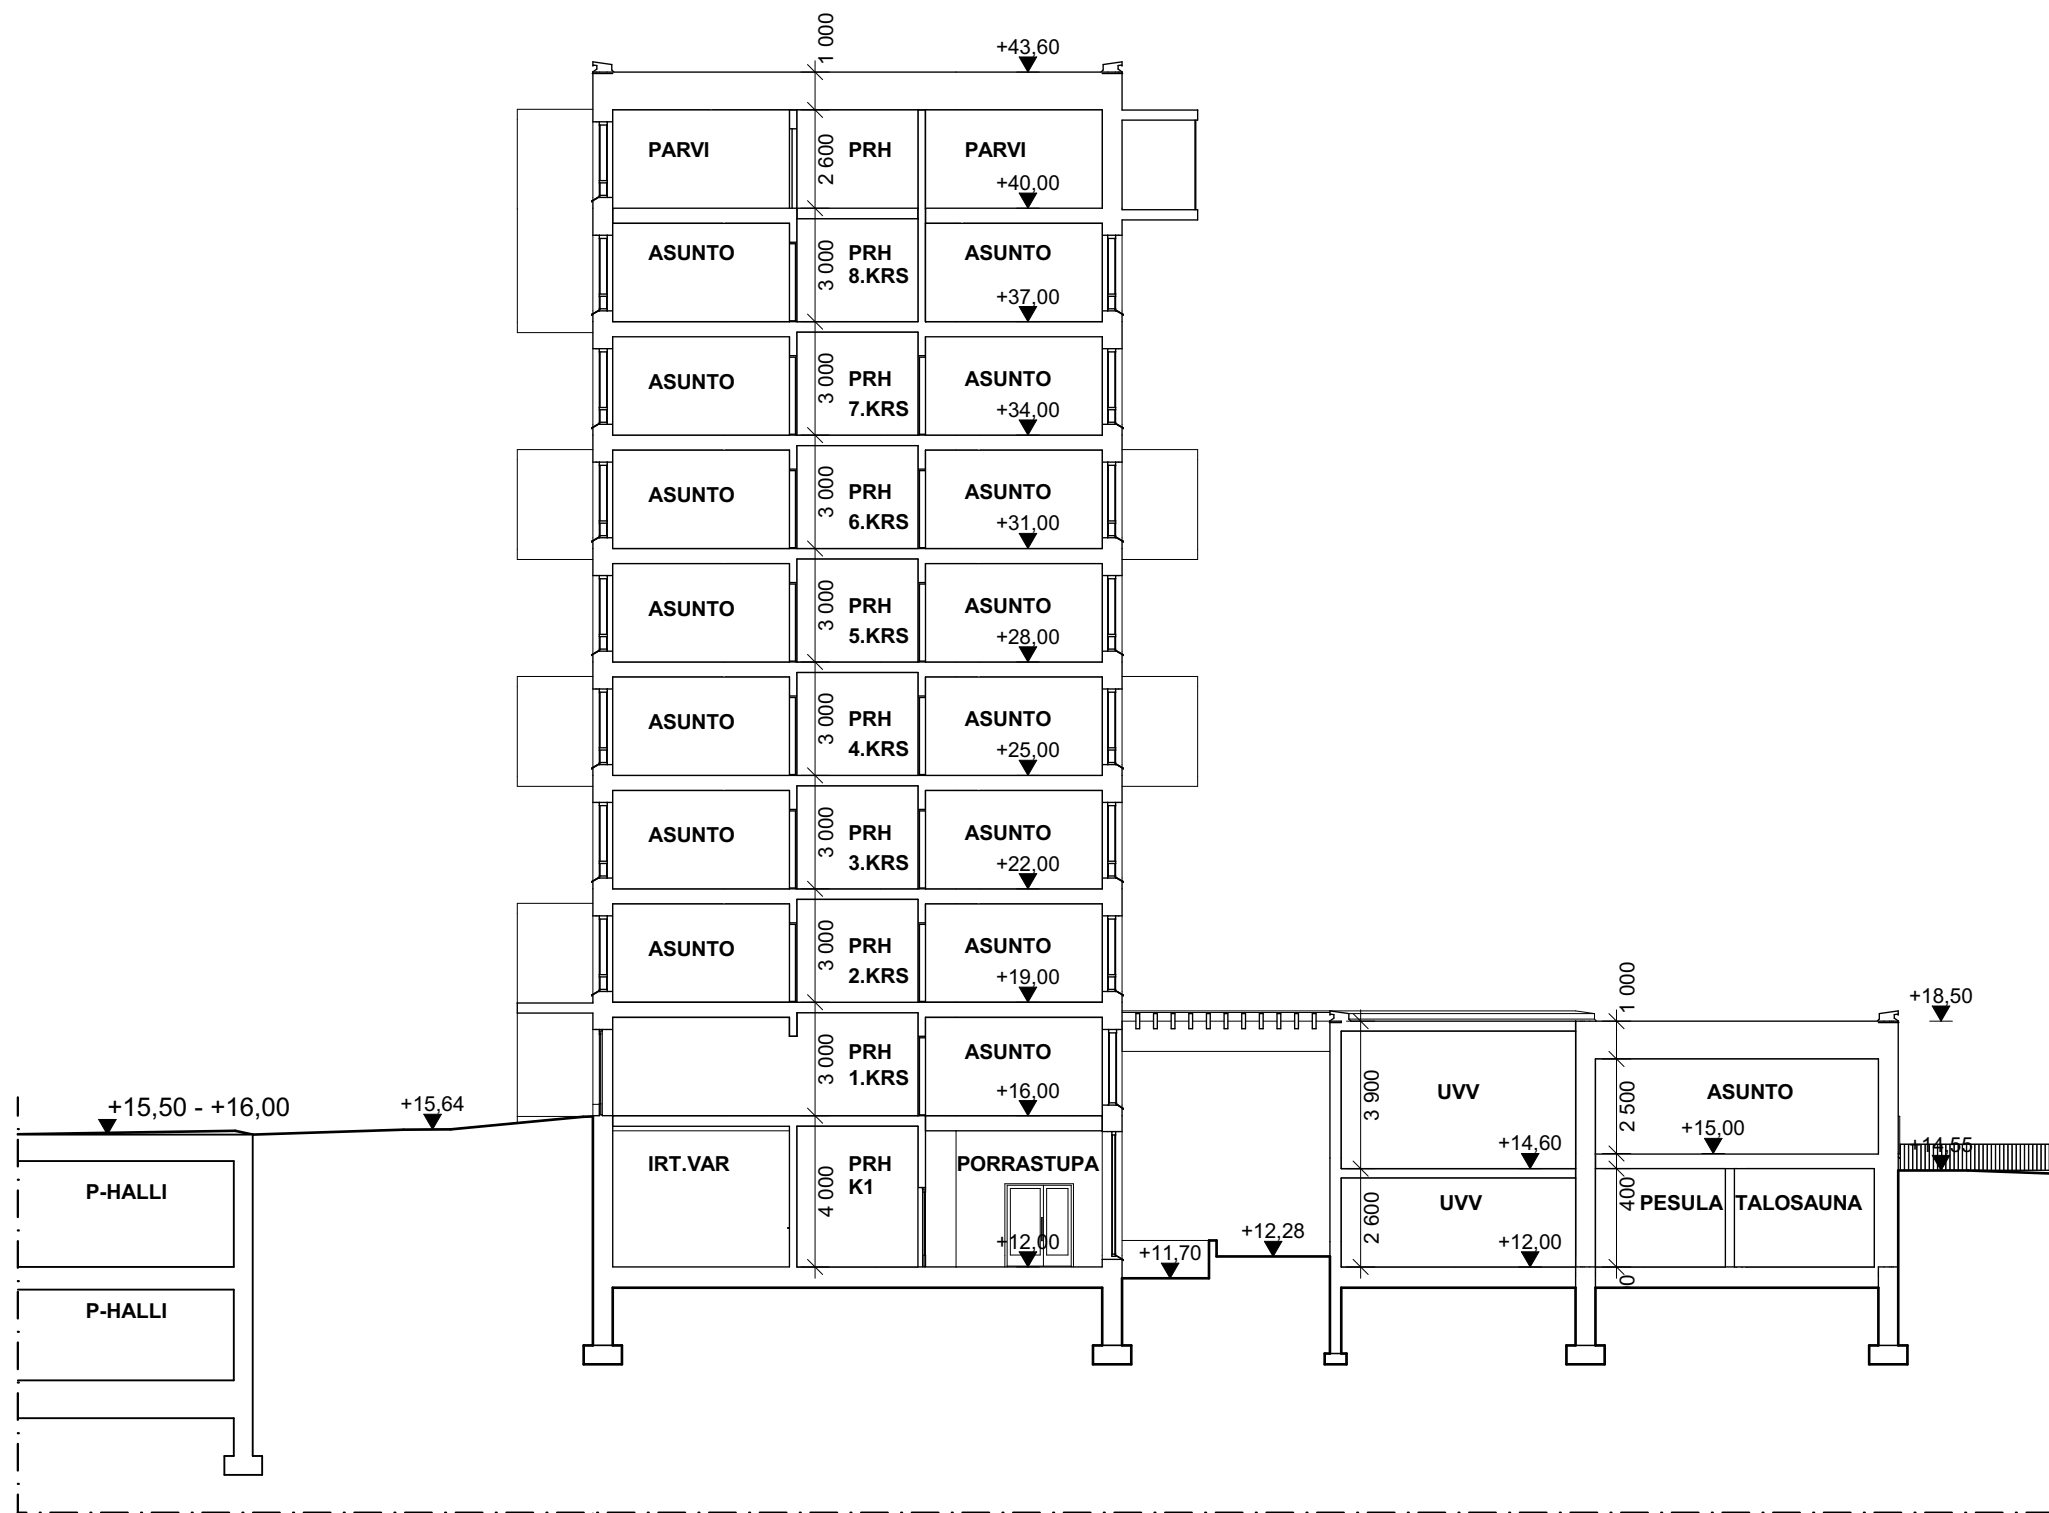 1 000
+43,60
PARVI
PRH
PARVI
2 600
+40,00
ASUNTO
PRH
8.KRS
ASUNTO
3 000
+37,00
ASUNTO
PRH
7.KRS
ASUNTO
3 000
+34,00
ASUNTO
PRH
6.KRS
ASUNTO
3 000
+31,00
ASUNTO
PRH
5.KRS
ASUNTO
3 000
+28,00
ASUNTO
PRH
4.KRS
ASUNTO
3 000
+25,00
ASUNTO
PRH
3.KRS
ASUNTO
3 000
+22,00
ASUNTO
PRH
2.KRS
ASUNTO
3 000
+19,00
PRH
1.KRS
ASUNTO
3 000
+16,00
+15,50 - +16,00
+15,64
IRT.VAR
PRH
K1
PORRASTUPA
4 000
+12,00
P-HALLI
P-HALLI
+11,70
+12,28
1 000
+18,50
3 900
UVV
2 500
ASUNTO
+14,60
+15,00
+14,55
2 600
UVV
400
PESULA
TALOSAUNA
+12,00
0